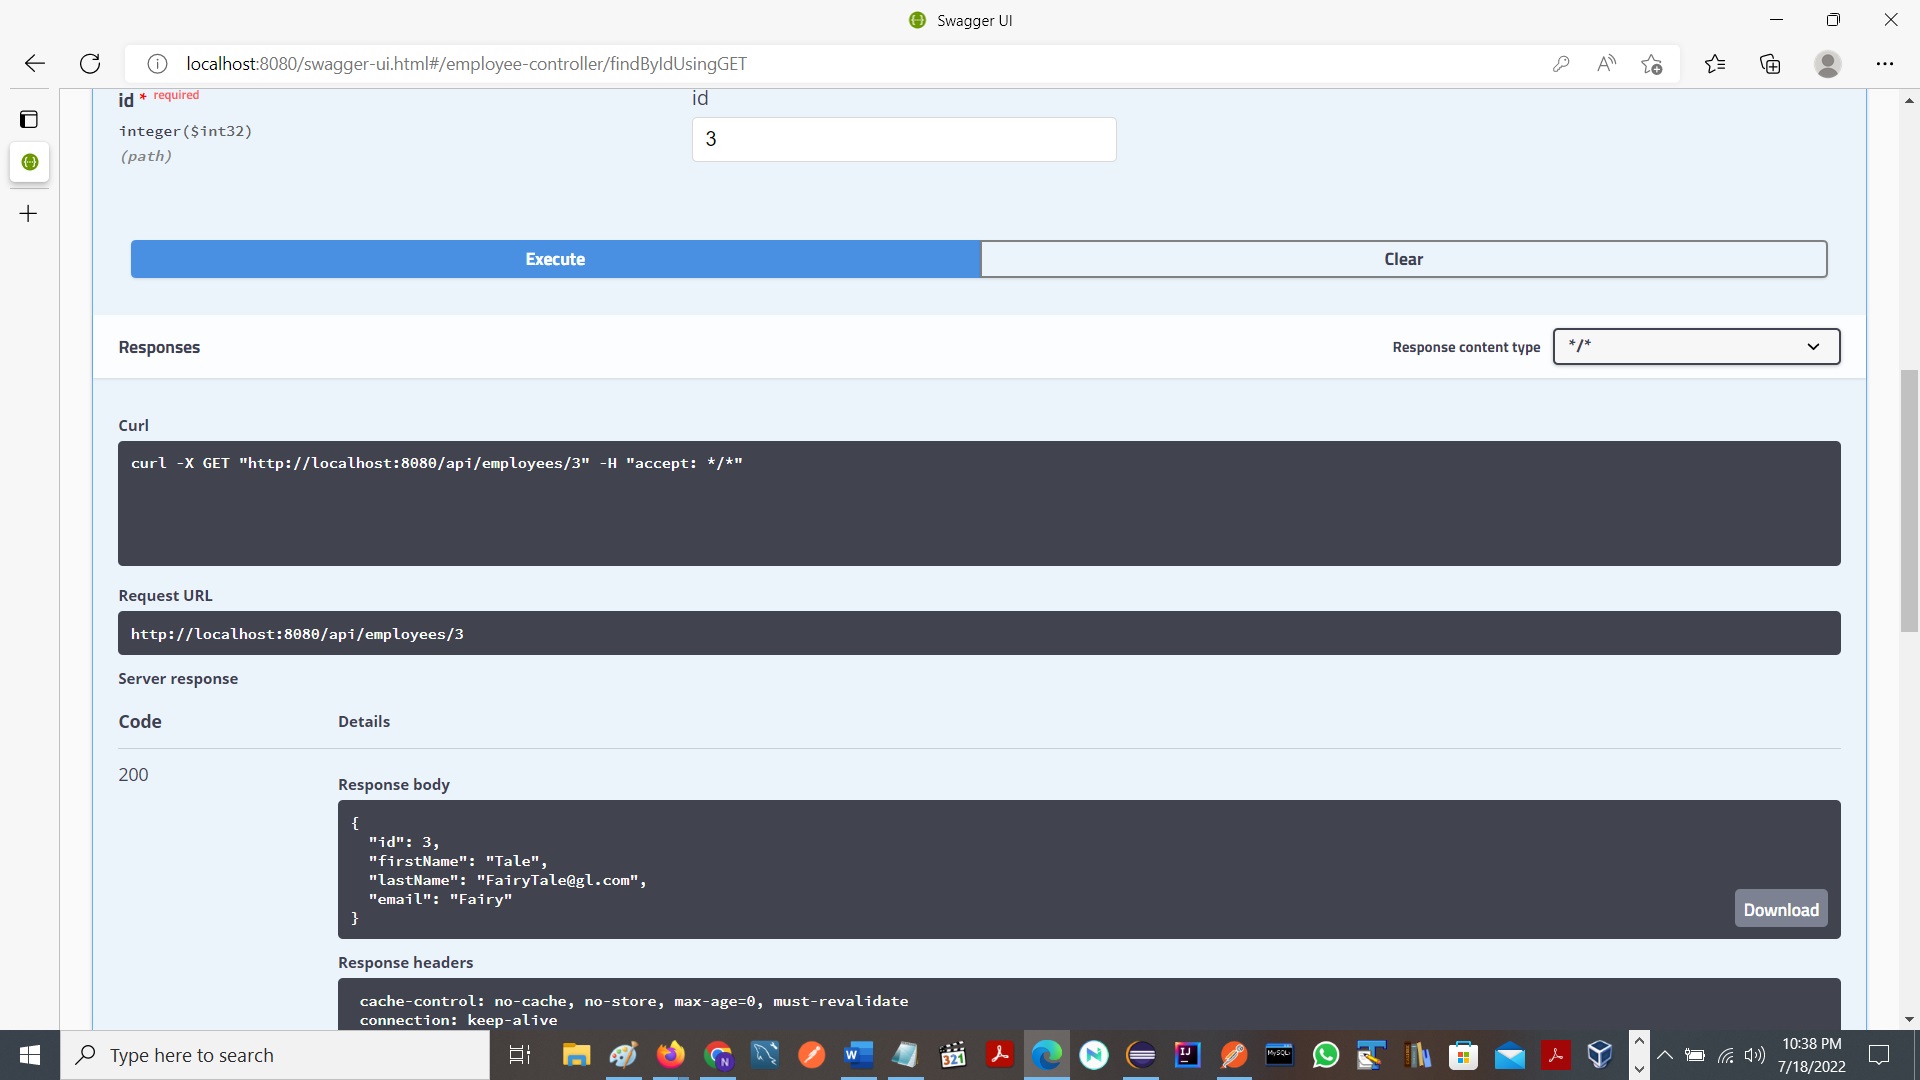 Swagger UI
localhost:8080/swagger-ui.html#/employee-controller/findByIdUsingGET
id * required
id
integer($int32)
3
(path)
Execute
Clear
Responses
Response content type
*/*
Curl
curl -X GET "http://localhost:8080/api/employees/3" -H "accept: */*"
Request URL
http://localhost:8080/api/employees/3
Server response
Code
Details
200
Response body
{
"id": 3,
"firstName": "Tale",
"lastName": "FairyTale@gl.com",
"email": "Fairy"
}
Download
Response headers
cache-control: no-cache, no-store, max-age=0, must-revalidate
connection: keep-alive
Type here to search
N
W
321
N
IJ
MySQL
10:38 PM
7/18/2022